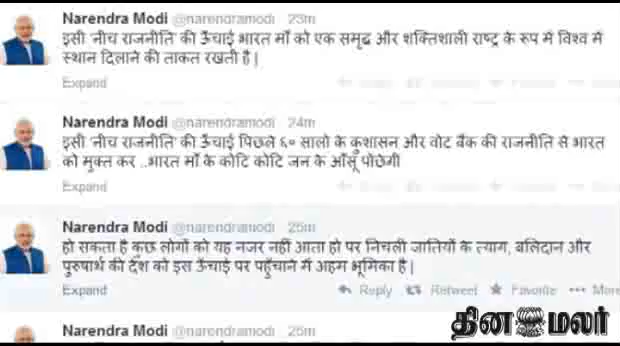 Narendra Modi @narendramodi 23m
इसी 'नीच राजनीति' की ऊँचाई भारत माँ को एक समृद्ध और शक्तिशाली राष्ट्र के रूप में विश्व में
स्थान दिलाने की ताकत रखती है |
Expand
Narendra Modi @narendramodi 24m
इसी 'नीच राजनीति' की ऊँचाई पिछले ६० सालो के कुशासन और वोट बैंक की राजनीति से भारत
को मुक्त कर ..भारत माँ के कोटि कोटि जन के आँसू पोछेगी
Expand
Narendra Modi @narendramodi 25m
हो सकता है कुछ लोगों को यह नजर नहीं आता हो पर निचली जातियों के त्याग, बलिदान और
पुरुषार्थ की देश को इस ऊँचाई पर पहुँचाने में अहम भूमिका है |
Expand Reply Retweet Favorite More
Narendra Modi @narendramodi 25m
தினமலர்